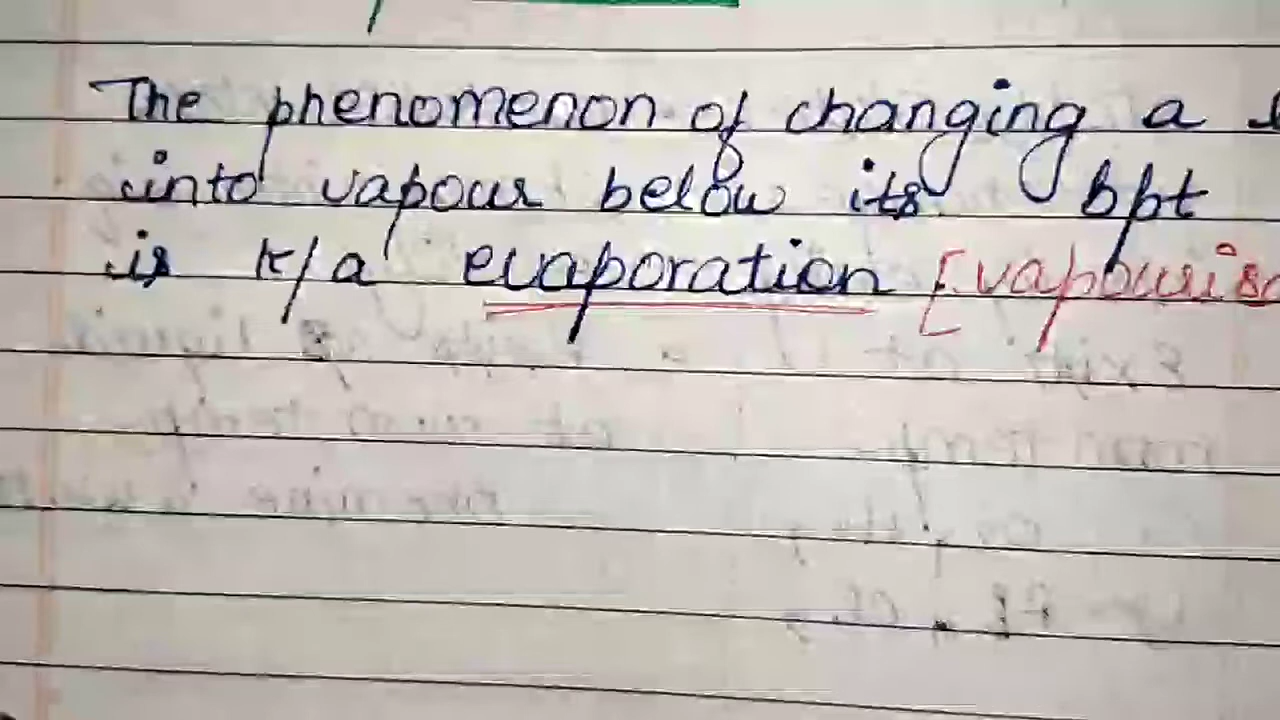 The phenomenon of changing a
into vapour below its bpt
is k/a evaporation [vapouris